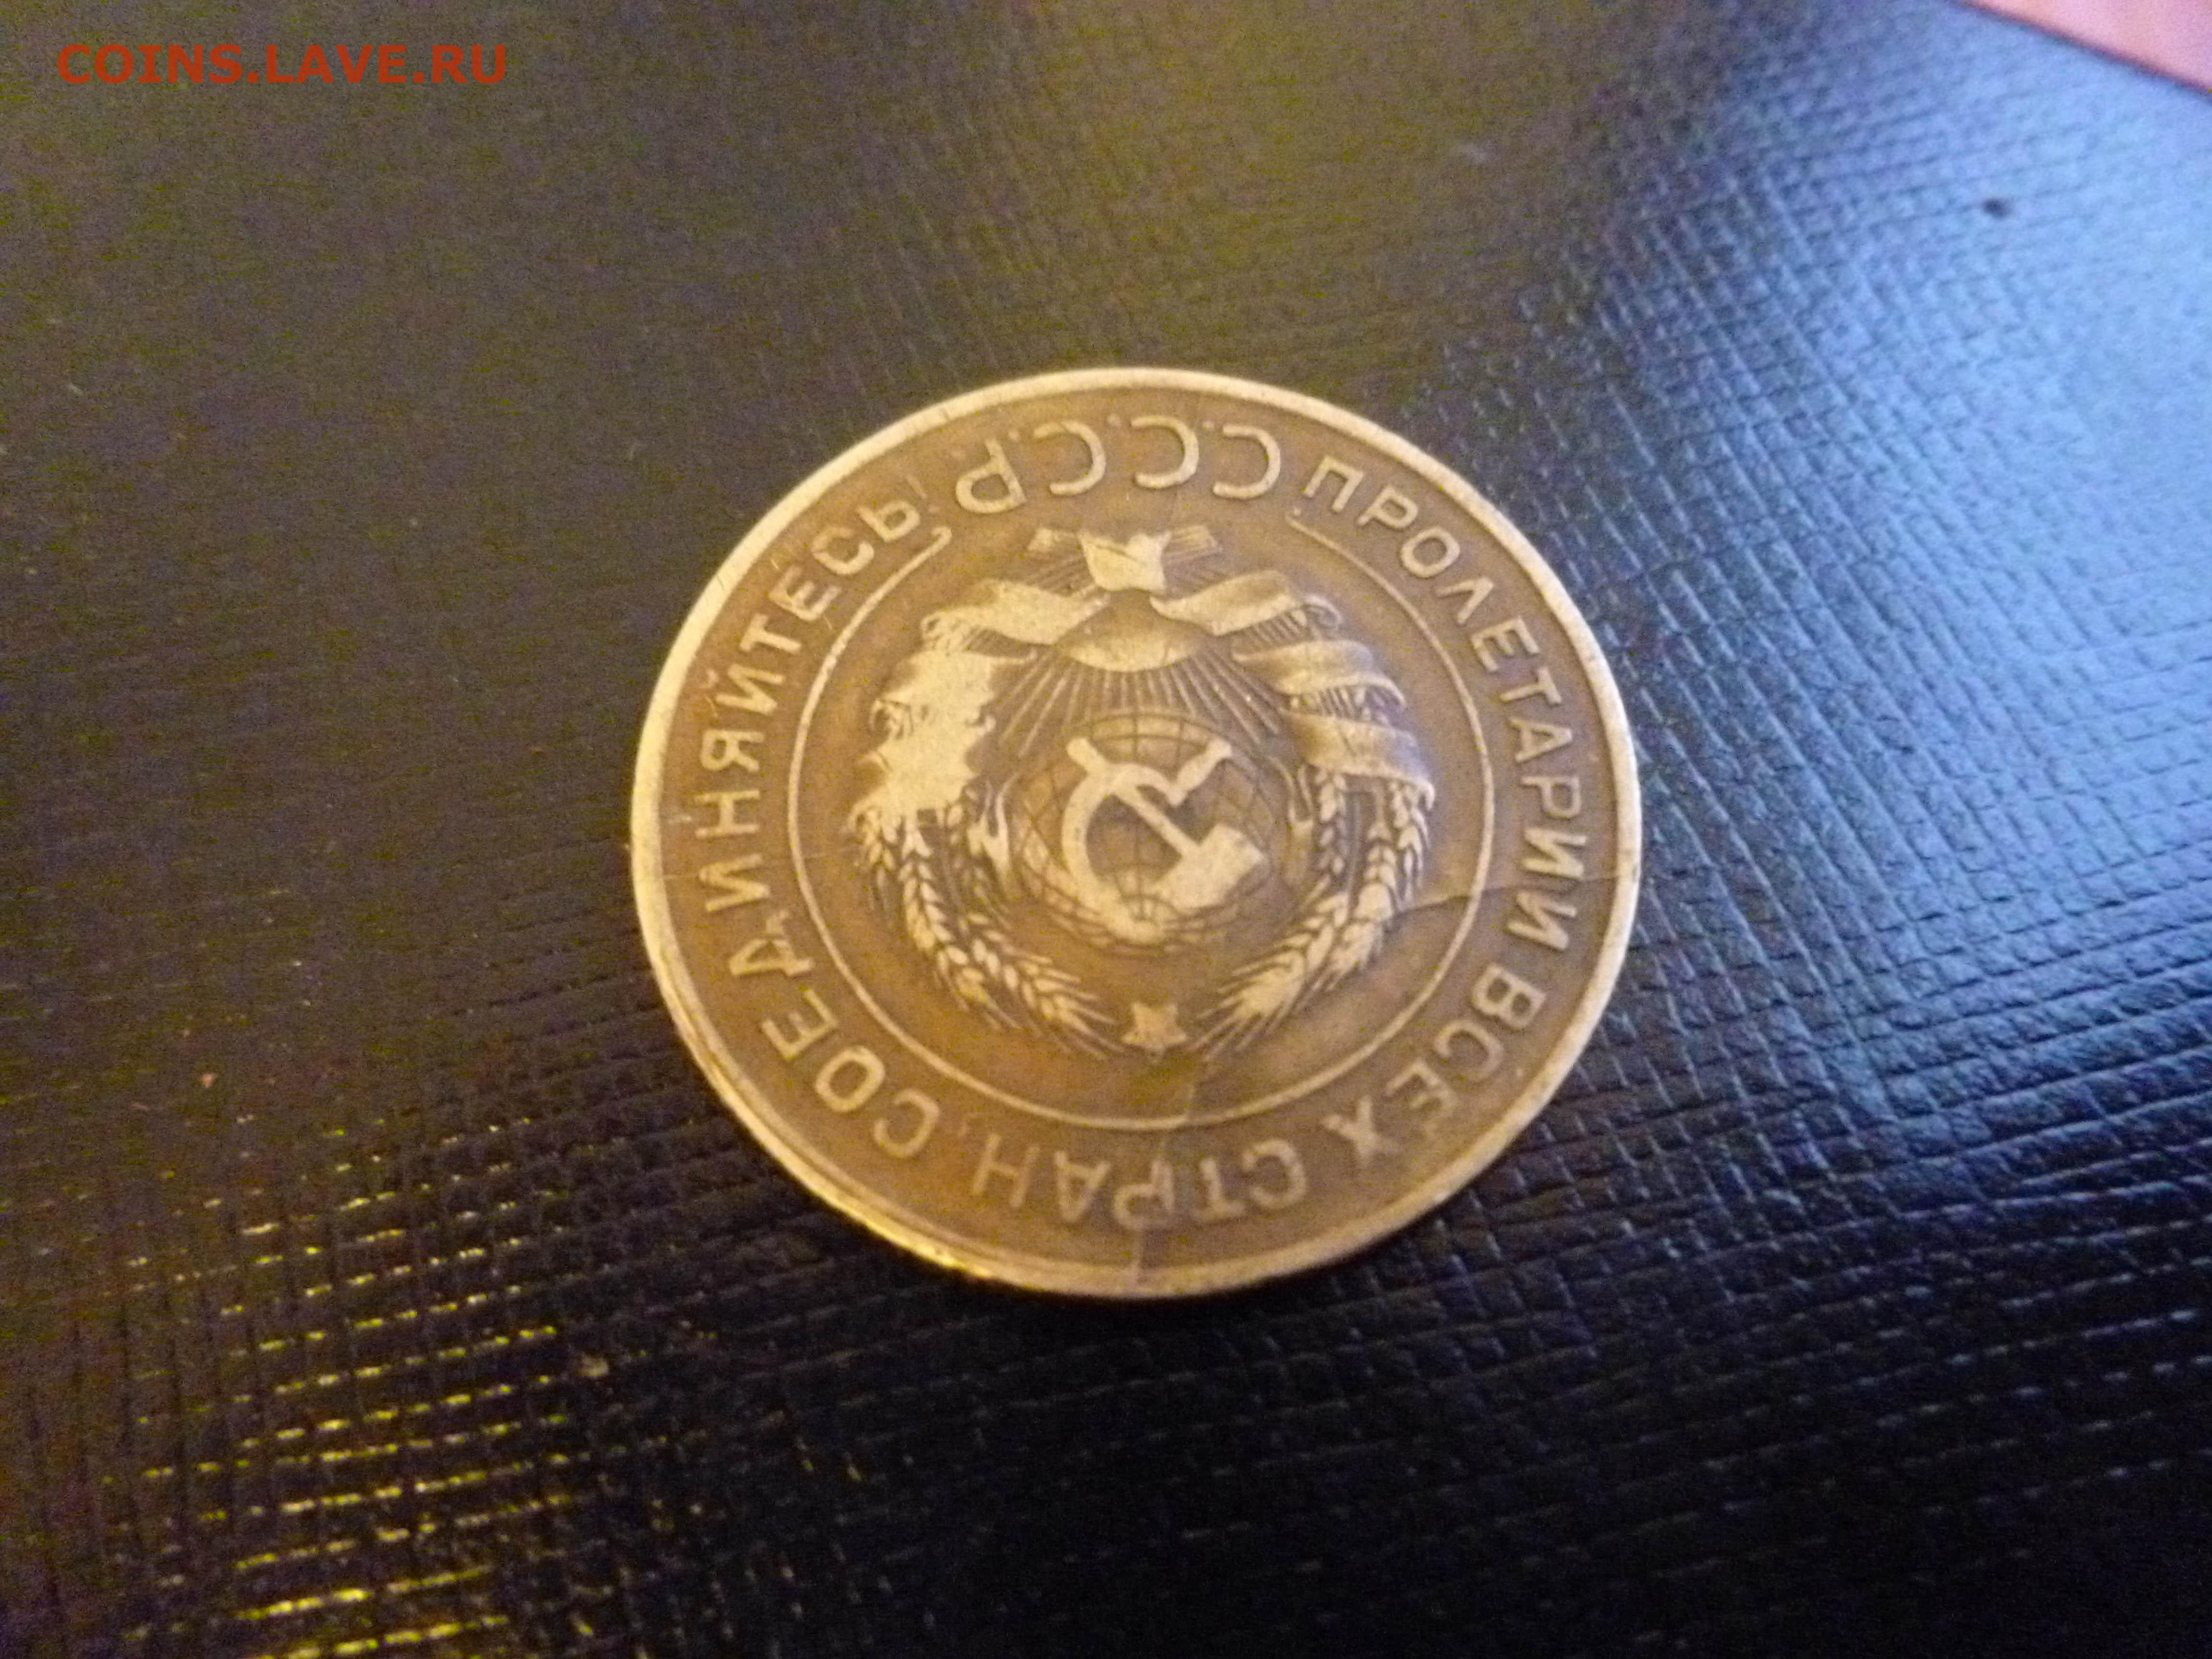 COINS.LAVE.RU
ПРОЛЕТАРИИ ВСЕХ СТРАН, СОЕДИНЯЙТЕСЬ
С.С.С.Р.